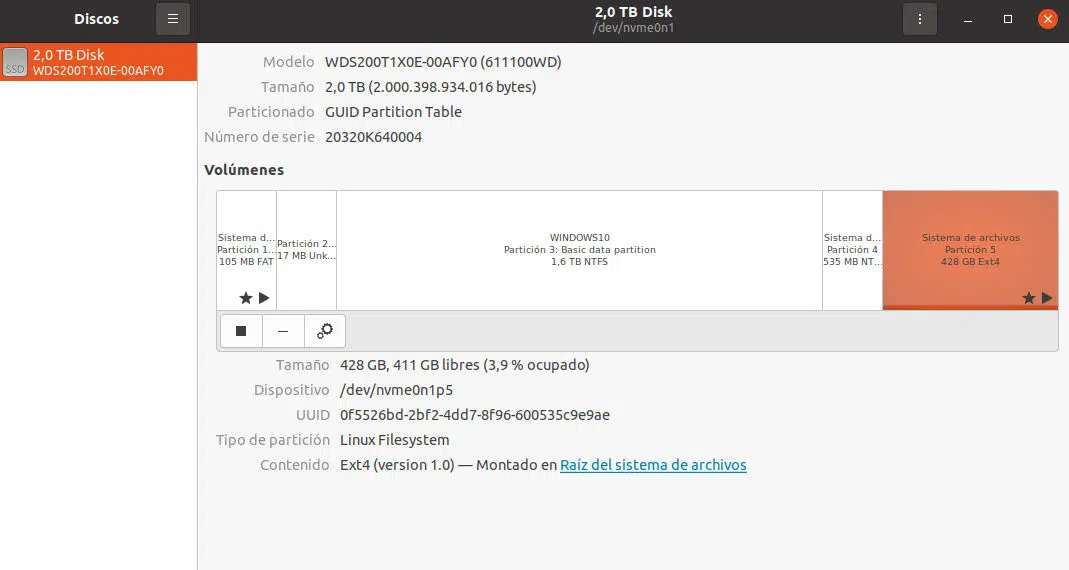 Discos
2,0 TB Disk
/dev/nvme0n1
SSD
2,0 TB Disk
WDS200T1X0E-00AFY0
Modelo WDS200T1X0E-00AFY0 (611100WD)
Tamaño 2,0 TB (2.000.398.934.016 bytes)
Particionado GUID Partition Table
Número de serie 20320K640004
Volúmenes
Sistema d...
Partición 1...
105 MB FAT
Partición 2...
17 MB Unk...
WINDOWS10
Partición 3: Basic data partition
1,6 TB NTFS
Sistema d...
Partición 4
535 MB NT...
Sistema de archivos
Partición 5
428 GB Ext4
Tamaño 428 GB, 411 GB libres (3,9 % ocupado)
Dispositivo /dev/nvme0n1p5
UUID 0f5526bd-2bf2-4dd7-8f96-600535c9e9ae
Tipo de partición Linux Filesystem
Contenido Ext4 (version 1.0) — Montado en Raíz del sistema de archivos